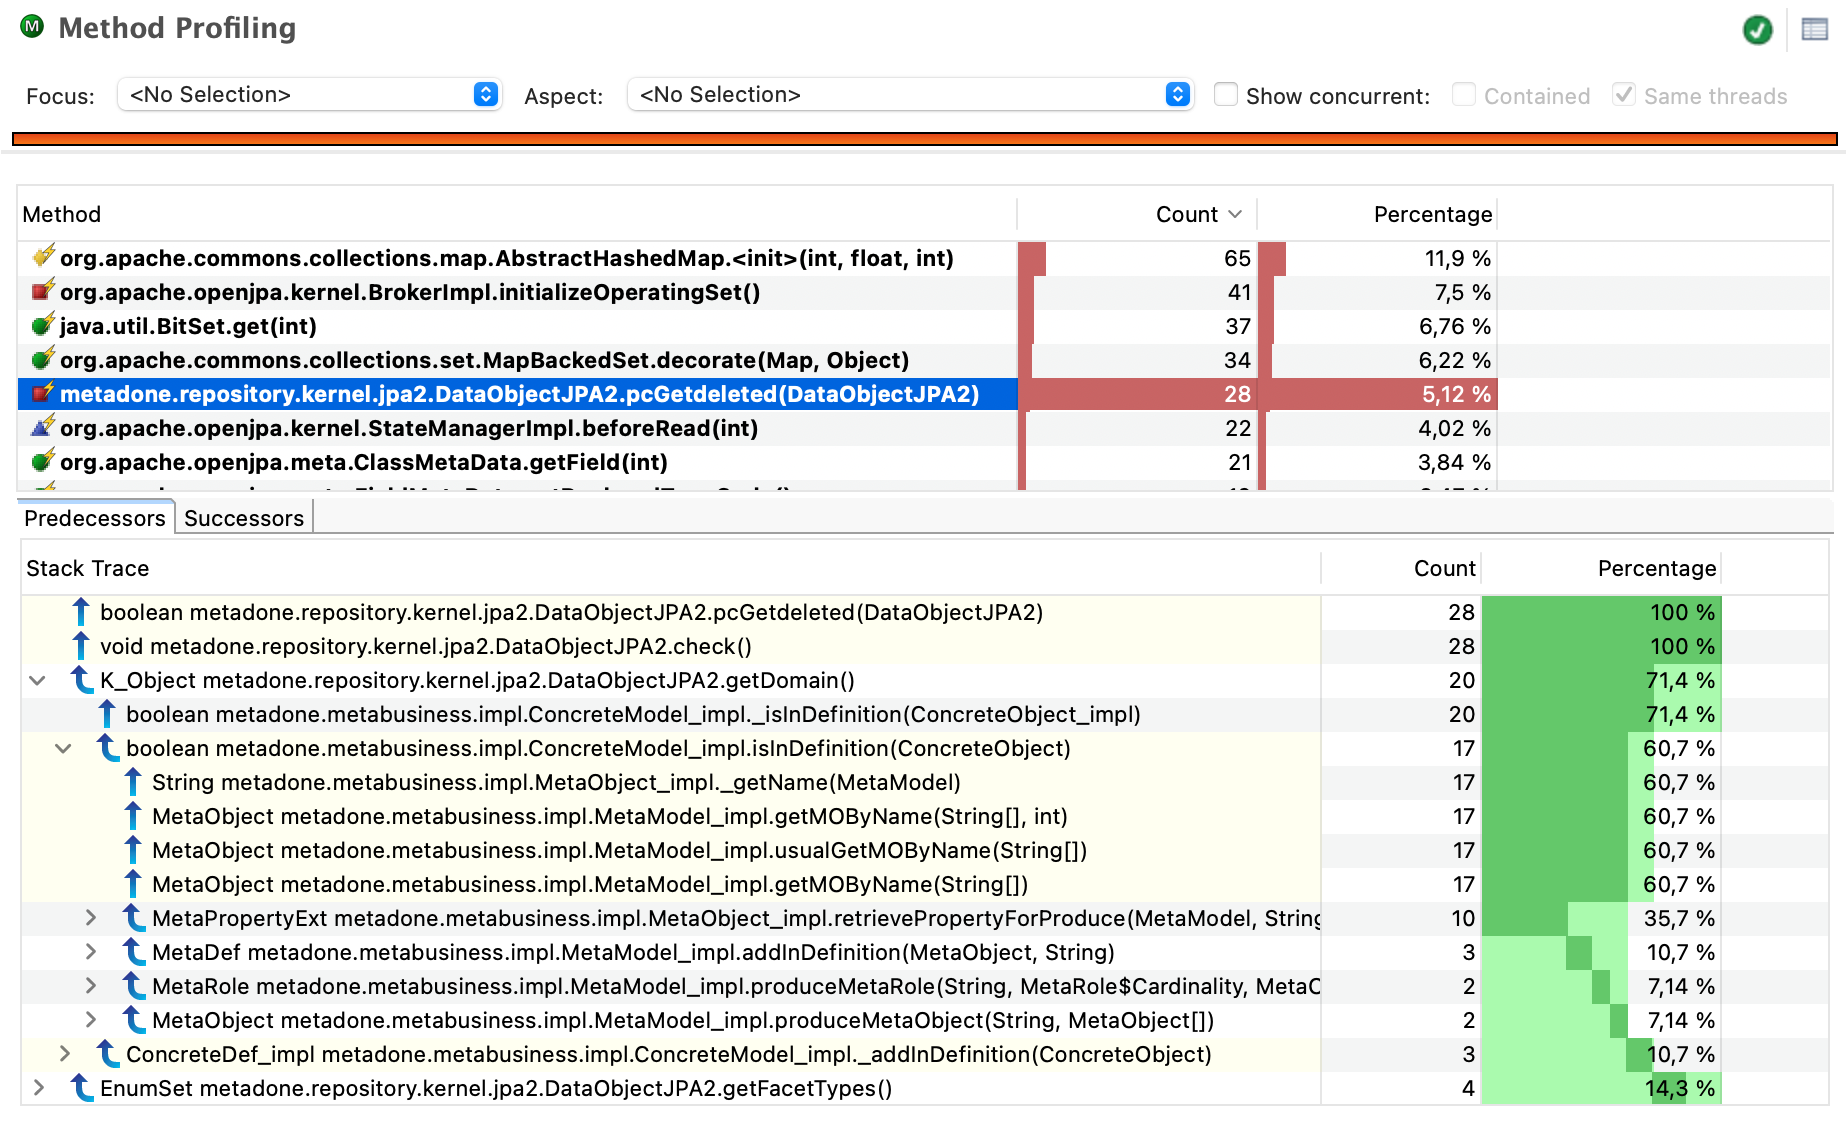 M Method Profiling
Focus: <No Selection> Aspect: <No Selection> Show concurrent: Contained Same threads
Method Count Percentage
org.apache.commons.collections.map.AbstractHashedMap.<init>(int, float, int) 65 11,9 %
org.apache.openjpa.kernel.BrokerImpl.initializeOperatingSet() 41 7,5 %
java.util.BitSet.get(int) 37 6,76 %
org.apache.commons.collections.set.MapBackedSet.decorate(Map, Object) 34 6,22 %
metadone.repository.kernel.jpa2.DataObjectJPA2.pcGetdeleted(DataObjectJPA2) 28 5,12 %
org.apache.openjpa.kernel.StateManagerImpl.beforeRead(int) 22 4,02 %
org.apache.openjpa.meta.ClassMetaData.getField(int) 21 3,84 %
Predecessors Successors
Stack Trace Count Percentage
boolean metadone.repository.kernel.jpa2.DataObjectJPA2.pcGetdeleted(DataObjectJPA2) 28 100 %
void metadone.repository.kernel.jpa2.DataObjectJPA2.check() 28 100 %
K_Object metadone.repository.kernel.jpa2.DataObjectJPA2.getDomain() 20 71,4 %
boolean metadone.metabusiness.impl.ConcreteModel_impl._isInDefinition(ConcreteObject_impl) 20 71,4 %
boolean metadone.metabusiness.impl.ConcreteModel_impl.isInDefinition(ConcreteObject) 17 60,7 %
String metadone.metabusiness.impl.MetaObject_impl._getName(MetaModel) 17 60,7 %
MetaObject metadone.metabusiness.impl.MetaModel_impl.getMOByName(String[], int) 17 60,7 %
MetaObject metadone.metabusiness.impl.MetaModel_impl.usualGetMOByName(String[]) 17 60,7 %
MetaObject metadone.metabusiness.impl.MetaModel_impl.getMOByName(String[]) 17 60,7 %
MetaPropertyExt metadone.metabusiness.impl.MetaObject_impl.retrievePropertyForProduce(MetaModel, String 10 35,7 %
MetaDef metadone.metabusiness.impl.MetaModel_impl.addInDefinition(MetaObject, String) 3 10,7 %
MetaRole metadone.metabusiness.impl.MetaModel_impl.produceMetaRole(String, MetaRole$Cardinality, MetaC 2 7,14 %
MetaObject metadone.metabusiness.impl.MetaModel_impl.produceMetaObject(String, MetaObject[]) 2 7,14 %
ConcreteDef_impl metadone.metabusiness.impl.ConcreteModel_impl._addInDefinition(ConcreteObject) 3 10,7 %
EnumSet metadone.repository.kernel.jpa2.DataObjectJPA2.getFacetTypes() 4 14,3 %